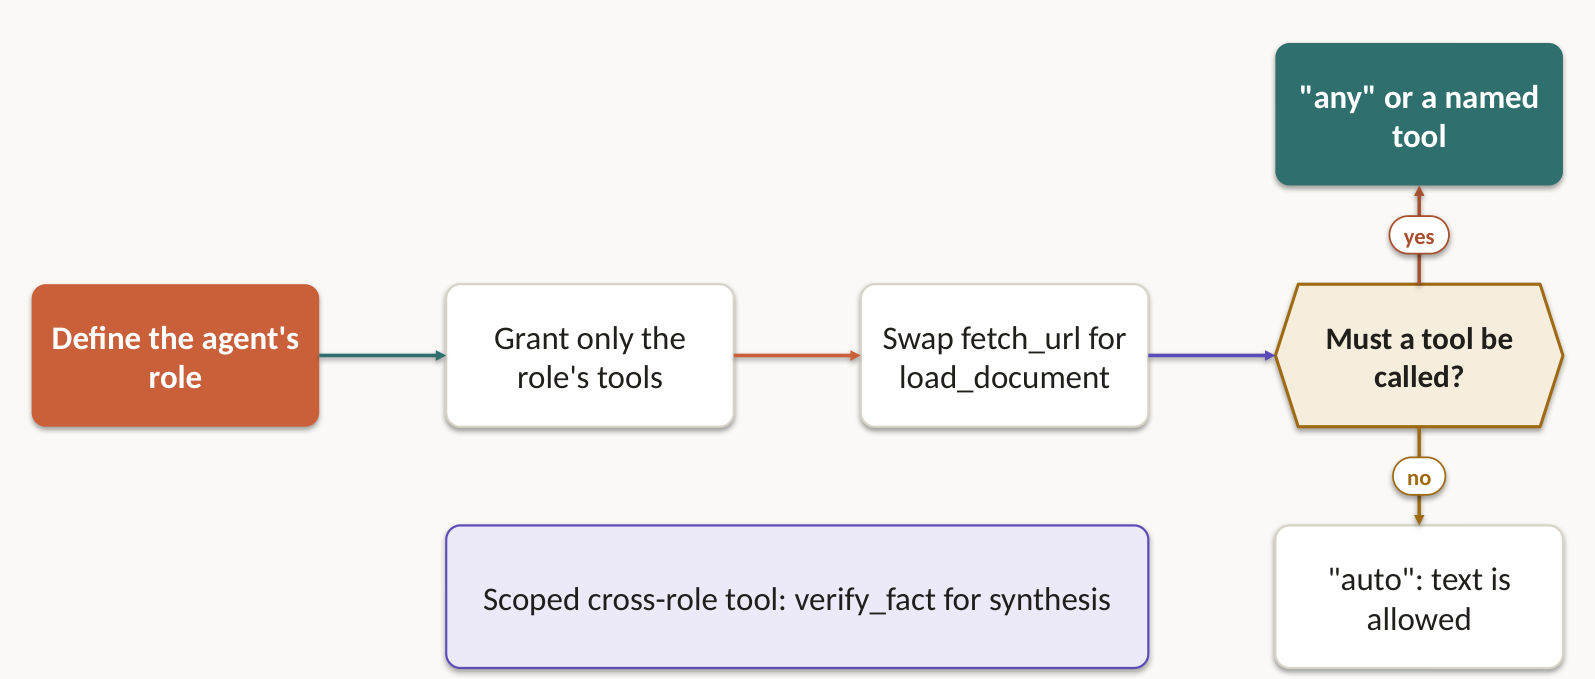 "any" or a named
tool
yes
Define the agent's
role
Grant only the
role's tools
Swap fetch_url for
load_document
Must a tool be
called?
no
Scoped cross-role tool: verify_fact for synthesis
"auto": text is
allowed